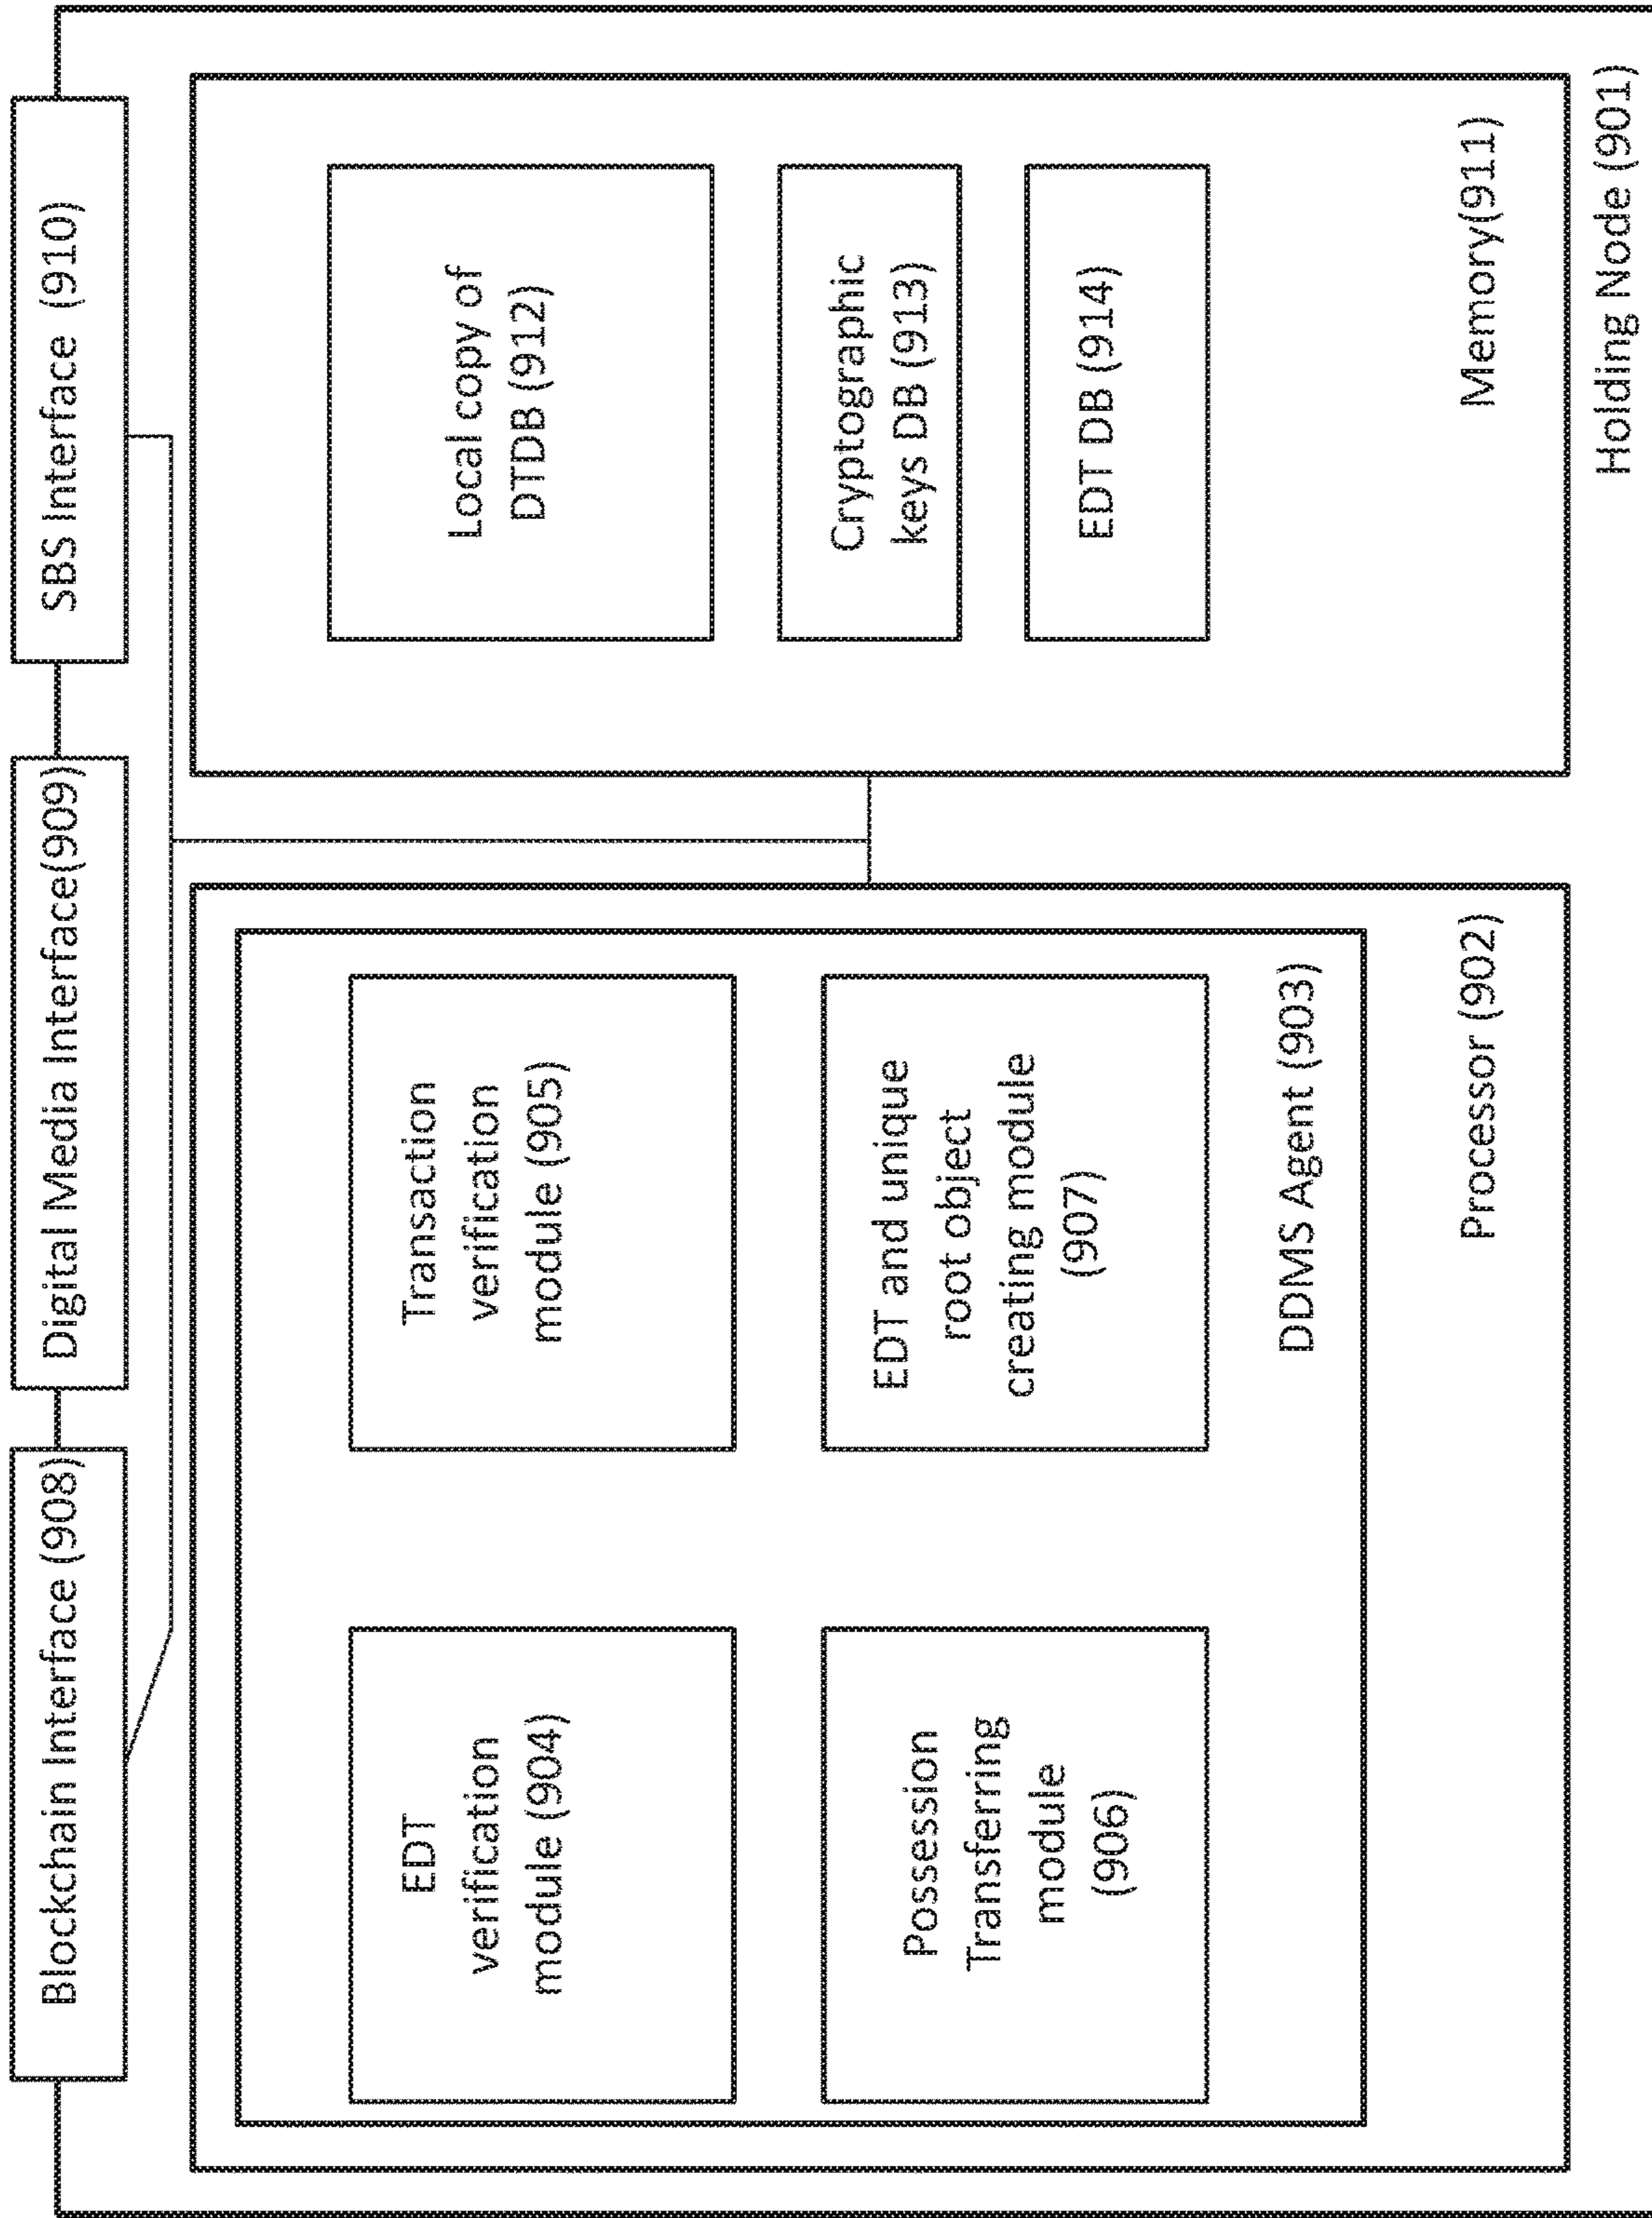 Blockchain Interface (908)
Digital Media Interface(909)
SBS Interface (910)
EDT
verification
module (904)
Transaction
verification
module (905)
Possession
Transferring
module
(906)
EDT and unique
root object
creating module
(907)
DDMS Agent (903)
Processor (902)
Local copy of
DTDB (912)
Cryptographic
keys DB (913)
EDT DB (914)
Memory(911)
Holding Node (901)